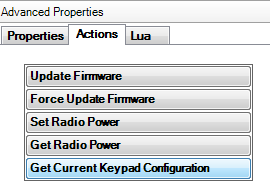 Advanced Properties
Properties Actions Lua
Update Firmware
Force Update Firmware
Set Radio Power
Get Radio Power
Get Current Keypad Configuration